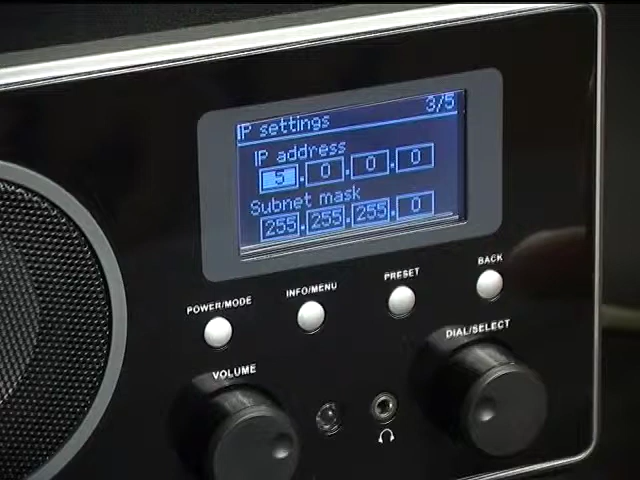 IP settings 3/5
IP address
5.0.0.0
Subnet mask
255.255.255.0
POWER/MODE INFO/MENU PRESET BACK
VOLUME DIAL/SELECT